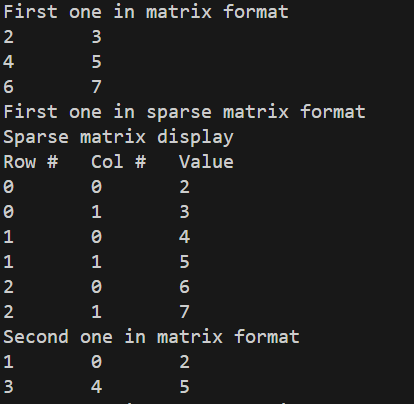 First one in matrix format
2 3
4 5
6 7
First one in sparse matrix format
Sparse matrix display
Row # Col # Value
0 0 2
0 1 3
1 0 4
1 1 5
2 0 6
2 1 7
Second one in matrix format
1 0 2
3 4 5